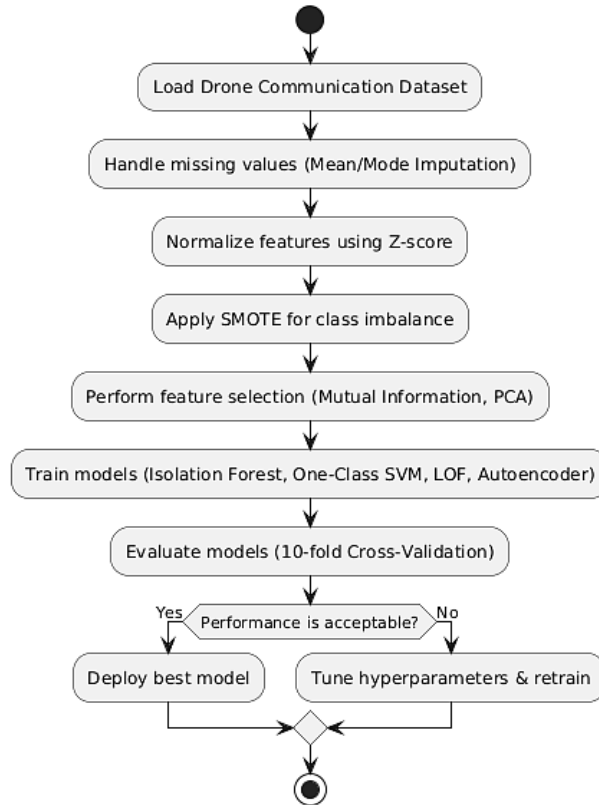 Load Drone Communication Dataset
Handle missing values (Mean/Mode Imputation)
Normalize features using Z-score
Apply SMOTE for class imbalance
Perform feature selection (Mutual Information, PCA)
Train models (Isolation Forest, One-Class SVM, LOF, Autoencoder)
Evaluate models (10-fold Cross-Validation)
Performance is acceptable?
Yes
No
Deploy best model
Tune hyperparameters & retrain